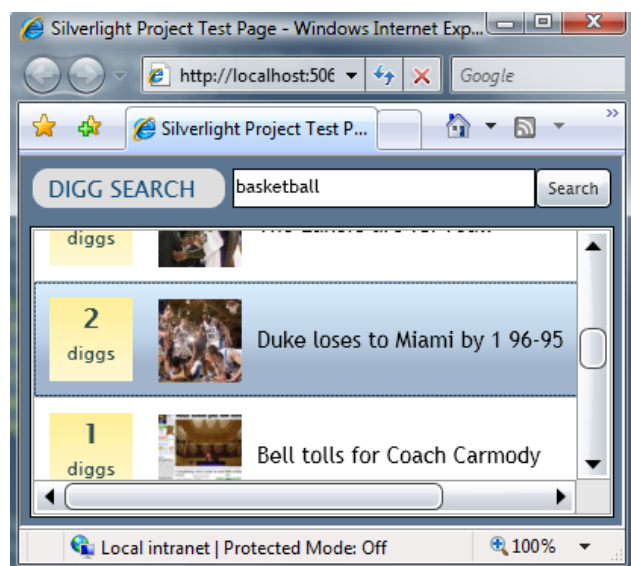 Silverlight Project Test Page - Windows Internet Exp...
http://localhost:506
Google
Silverlight Project Test P...
DIGG SEARCH
basketball
Search
diggs
2
diggs
Duke loses to Miami by 1 96-95
1
diggs
Bell tolls for Coach Carmody
Local intranet | Protected Mode: Off
100%